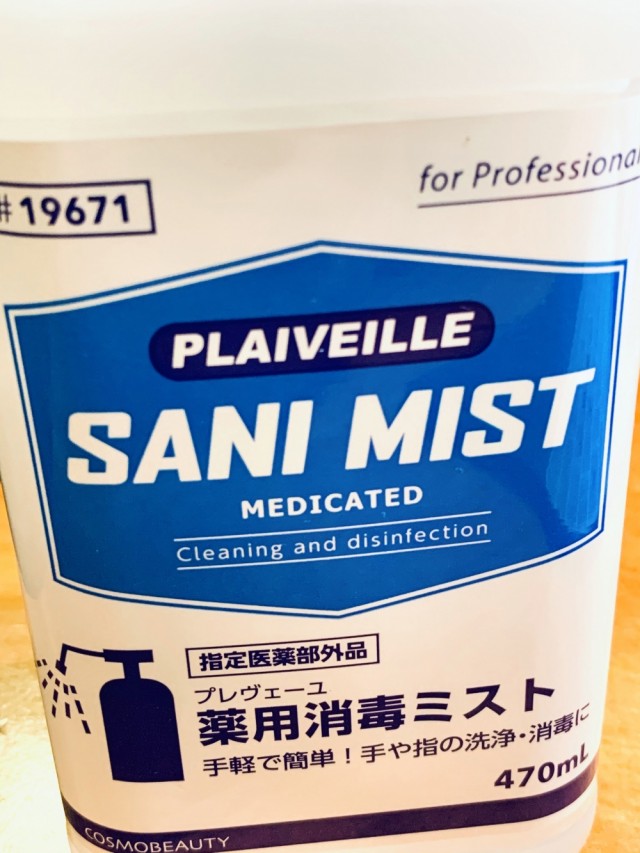 #19671
for Professional
PLAIVEILLE
SANI MIST
MEDICATED
Cleaning and disinfection
指定医薬部外品
プレヴェーユ
薬用消毒ミスト
手軽で簡単！手や指の洗浄・消毒に
470mL
COSMOBEAUTY